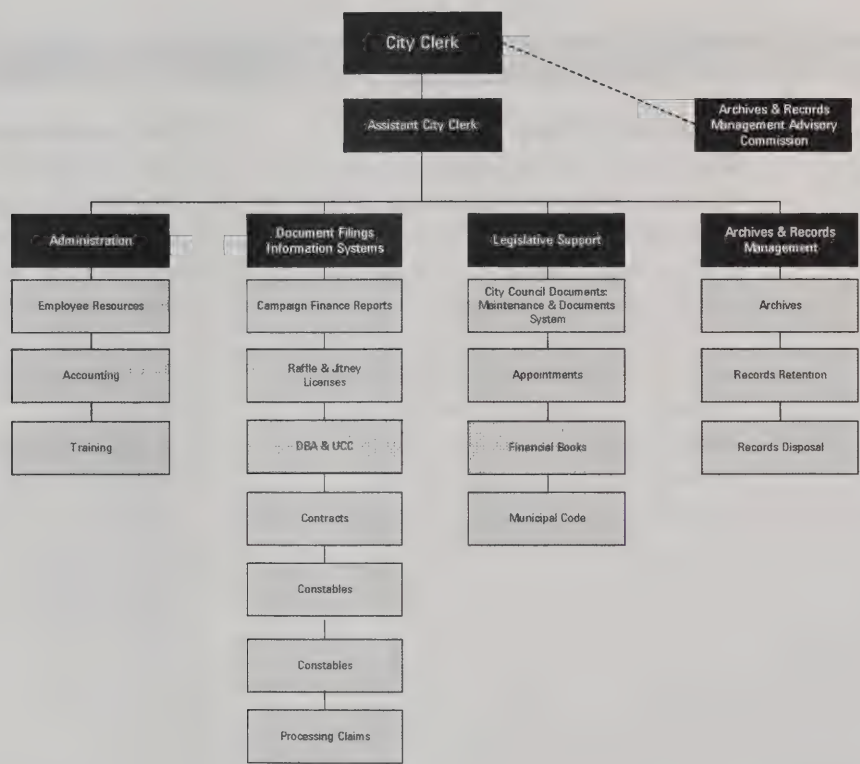 City Clerk
Assistant City Clerk
Archives & Records
Management Advisory
Commission
Administration
Document Filings
Information Systems
Legislative Support
Archives & Records
Management
Employee Resources
Accounting
Training
Campaign Finance Reports
Raffle & Jitney
Licenses
DBA & UCC
Contracts
Constables
Constables
Processing Claims
City Council Documents:
Maintenance & Documents
System
Appointments
Financial Books
Municipal Code
Archives
Records Retention
Records Disposal